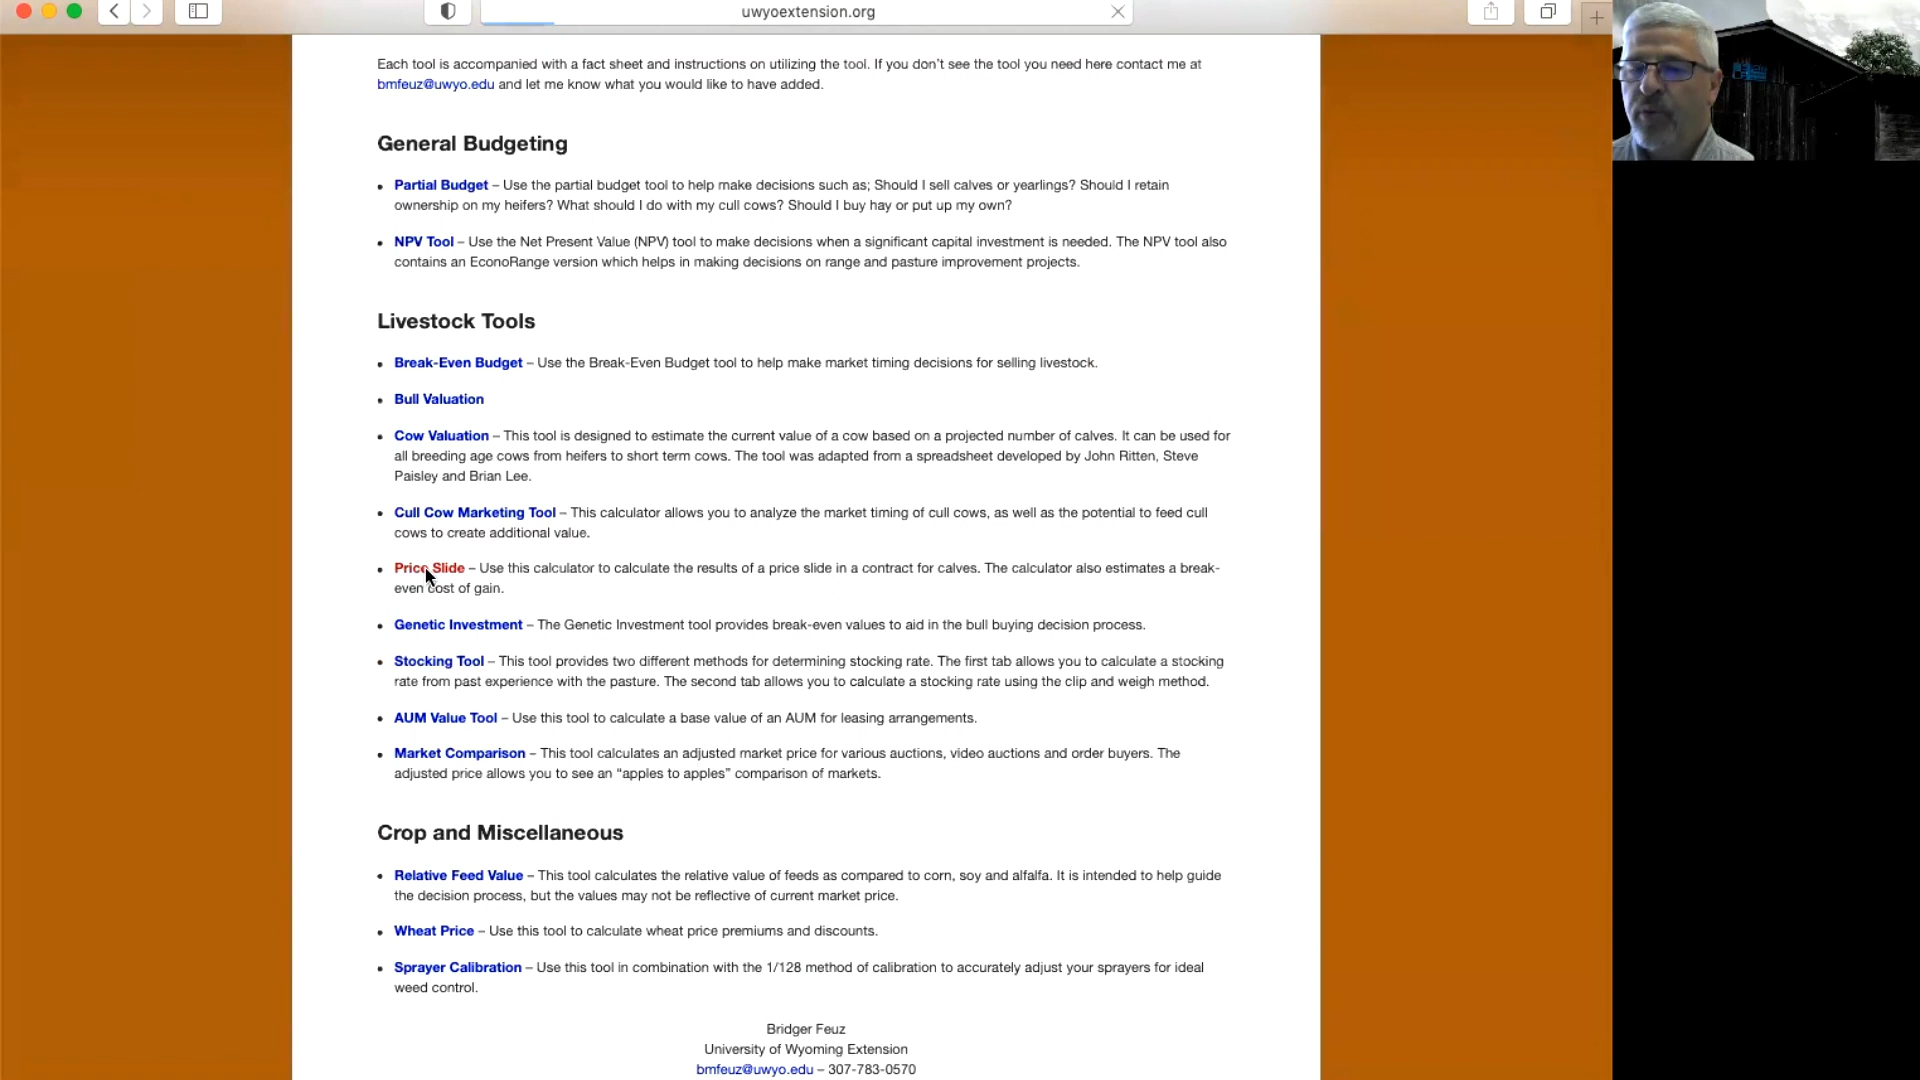 uwyoextension.org
Each tool is accompanied with a fact sheet and instructions on utilizing the tool. If you don't see the tool you need here contact me at
bmfeuz@uwyo.edu and let me know what you would like to have added.
General Budgeting
• Partial Budget – Use the partial budget tool to help make decisions such as; Should I sell calves or yearlings? Should I retain
ownership on my heifers? What should I do with my cull cows? Should I buy hay or put up my own?
• NPV Tool – Use the Net Present Value (NPV) tool to make decisions when a significant capital investment is needed. The NPV tool also
contains an EconoRange version which helps in making decisions on range and pasture improvement projects.
Livestock Tools
• Break-Even Budget – Use the Break-Even Budget tool to help make market timing decisions for selling livestock.
• Bull Valuation
• Cow Valuation – This tool is designed to estimate the current value of a cow based on a projected number of calves. It can be used for
all breeding age cows from heifers to short term cows. The tool was adapted from a spreadsheet developed by John Ritten, Steve
Paisley and Brian Lee.
• Cull Cow Marketing Tool – This calculator allows you to analyze the market timing of cull cows, as well as the potential to feed cull
cows to create additional value.
• Price Slide – Use this calculator to calculate the results of a price slide in a contract for calves. The calculator also estimates a break-
even cost of gain.
• Genetic Investment – The Genetic Investment tool provides break-even values to aid in the bull buying decision process.
• Stocking Tool – This tool provides two different methods for determining stocking rate. The first tab allows you to calculate a stocking
rate from past experience with the pasture. The second tab allows you to calculate a stocking rate using the clip and weigh method.
• AUM Value Tool – Use this tool to calculate a base value of an AUM for leasing arrangements.
• Market Comparison – This tool calculates an adjusted market price for various auctions, video auctions and order buyers. The
adjusted price allows you to see an “apples to apples” comparison of markets.
Crop and Miscellaneous
• Relative Feed Value – This tool calculates the relative value of feeds as compared to corn, soy and alfalfa. It is intended to help guide
the decision process, but the values may not be reflective of current market price.
• Wheat Price – Use this tool to calculate wheat price premiums and discounts.
• Sprayer Calibration – Use this tool in combination with the 1/128 method of calibration to accurately adjust your sprayers for ideal
weed control.
Bridger Feuz
University of Wyoming Extension
bmfeuz@uwyo.edu – 307-783-0570